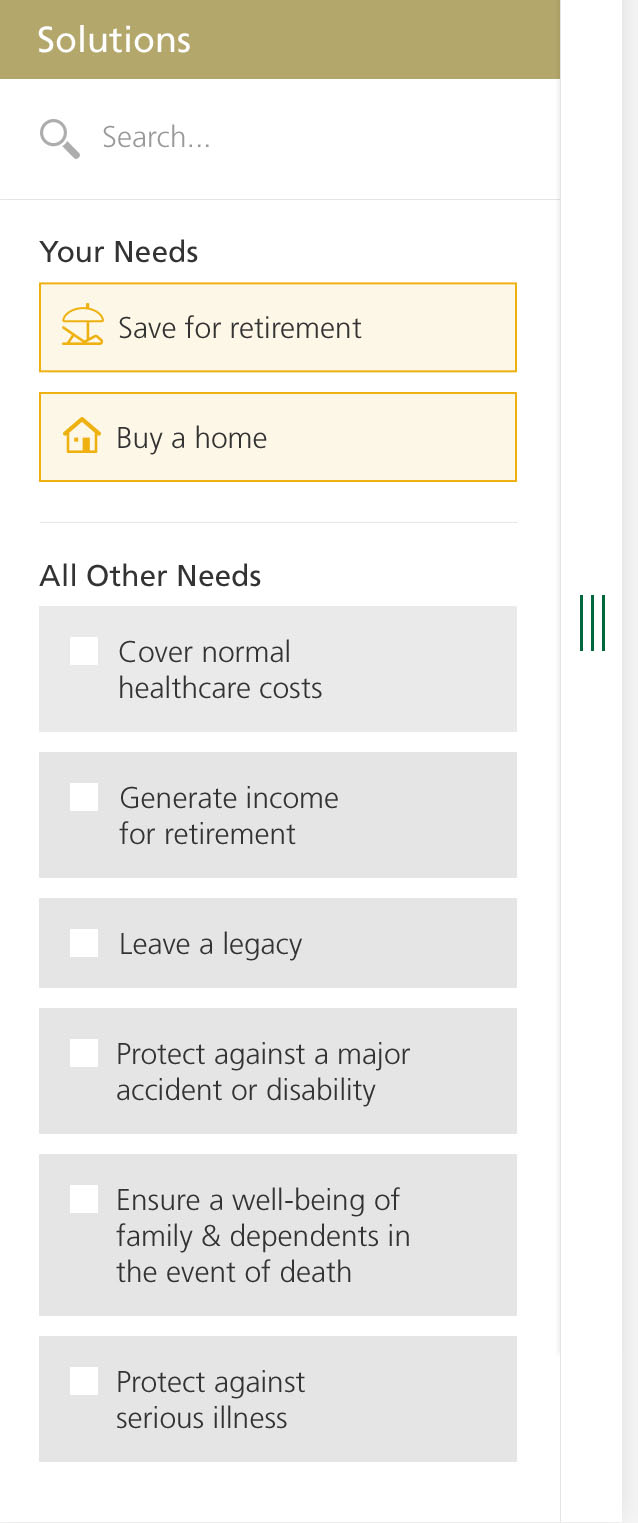 Solutions
Search...
Your Needs
Save for retirement
Buy a home
All Other Needs
Cover normal
healthcare costs
Generate income
for retirement
Leave a legacy
Protect against a major
accident or disability
Ensure a well-being of
family & dependents in
the event of death
Protect against
serious illness